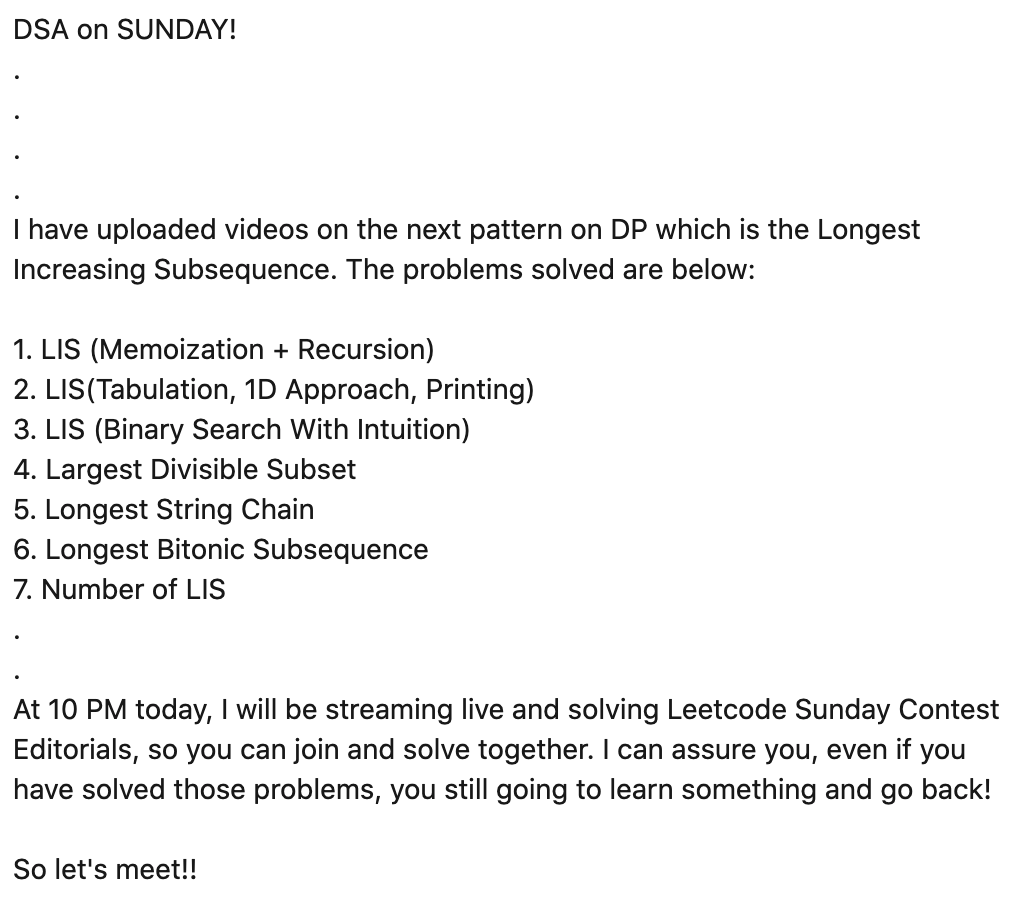 DSA on SUNDAY!
.
.
.
.
I have uploaded videos on the next pattern on DP which is the Longest
Increasing Subsequence. The problems solved are below:
1. LIS (Memoization + Recursion)
2. LIS(Tabulation, 1D Approach, Printing)
3. LIS (Binary Search With Intuition)
4. Largest Divisible Subset
5. Longest String Chain
6. Longest Bitonic Subsequence
7. Number of LIS
.
.
At 10 PM today, I will be streaming live and solving Leetcode Sunday Contest
Editorials, so you can join and solve together. I can assure you, even if you
have solved those problems, you still going to learn something and go back!
So let's meet!!